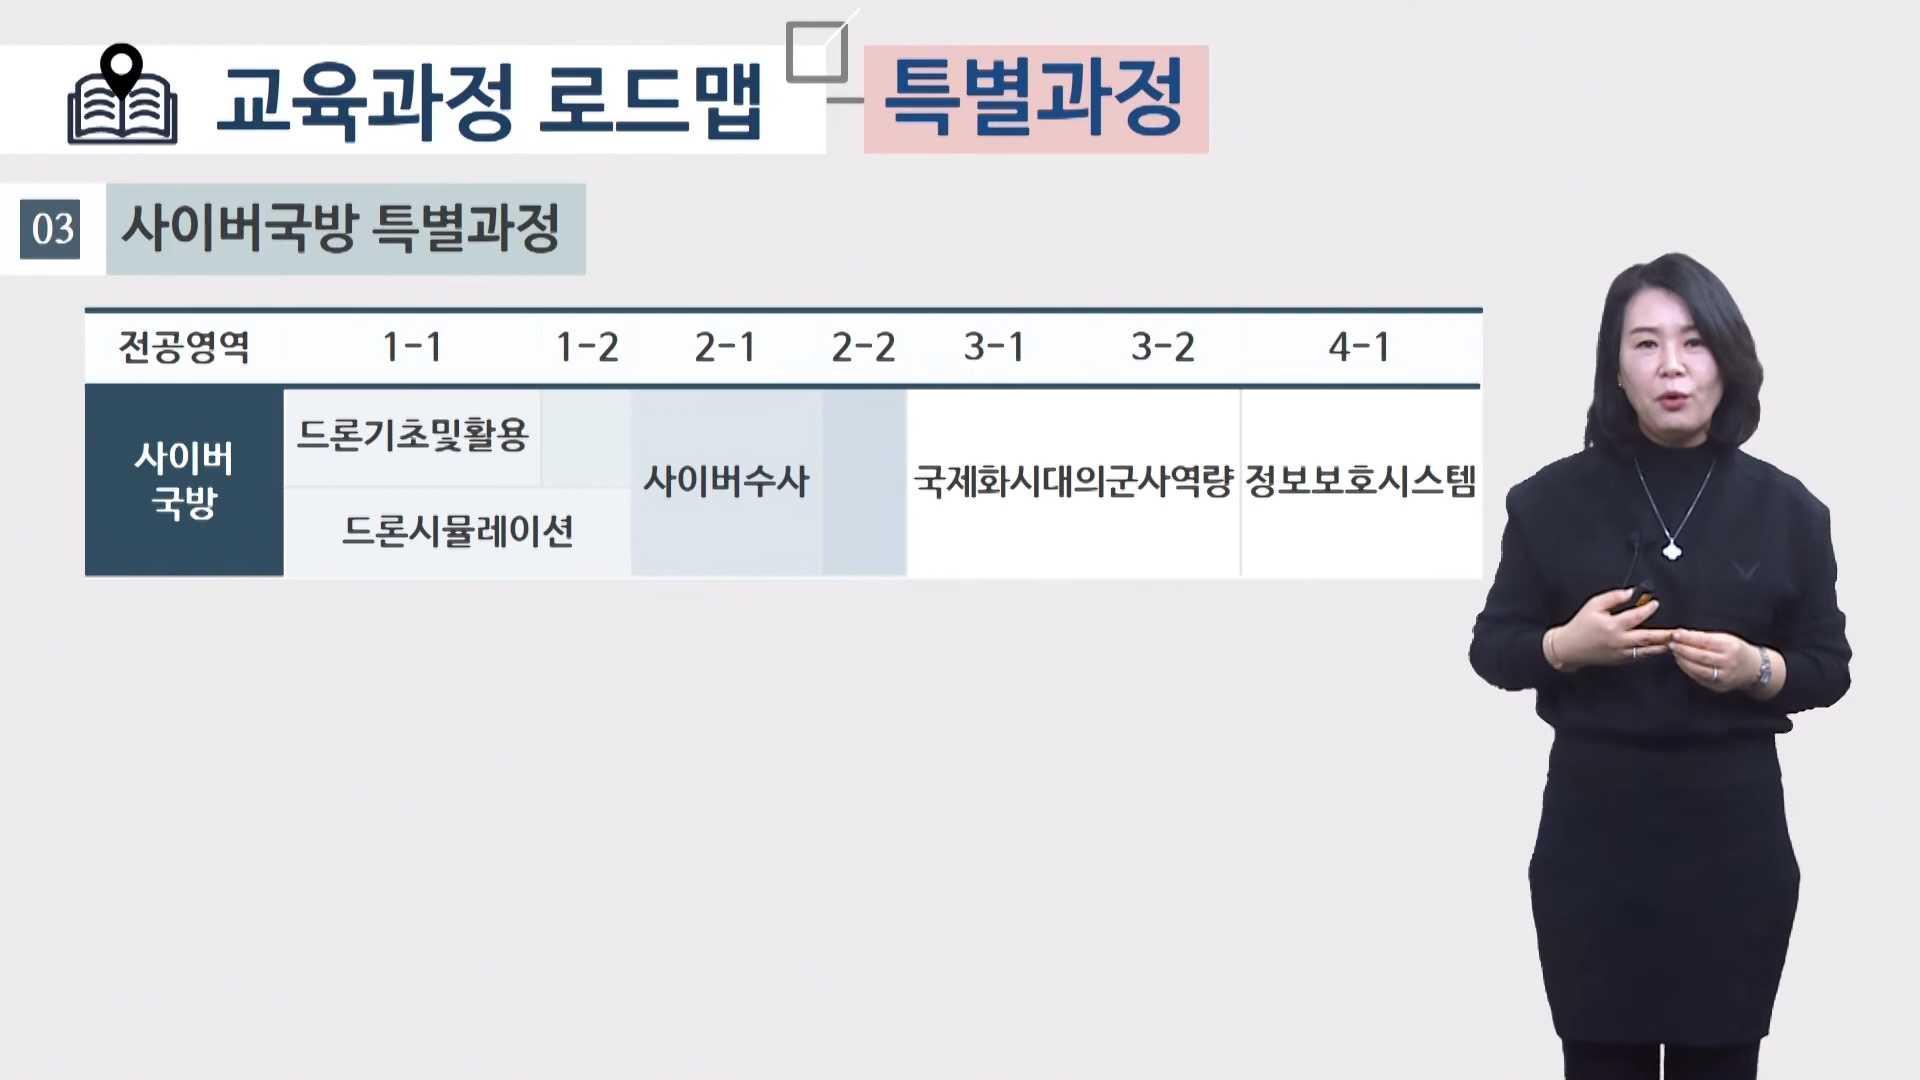 교육과정 로드맵
특별과정
03
사이버국방 특별과정
전공영역 1-1 1-2 2-1 2-2 3-1 3-2 4-1
사이버
국방
드론기초및활용
드론시뮬레이션
사이버수사
국제화시대의군사역량
정보보호시스템